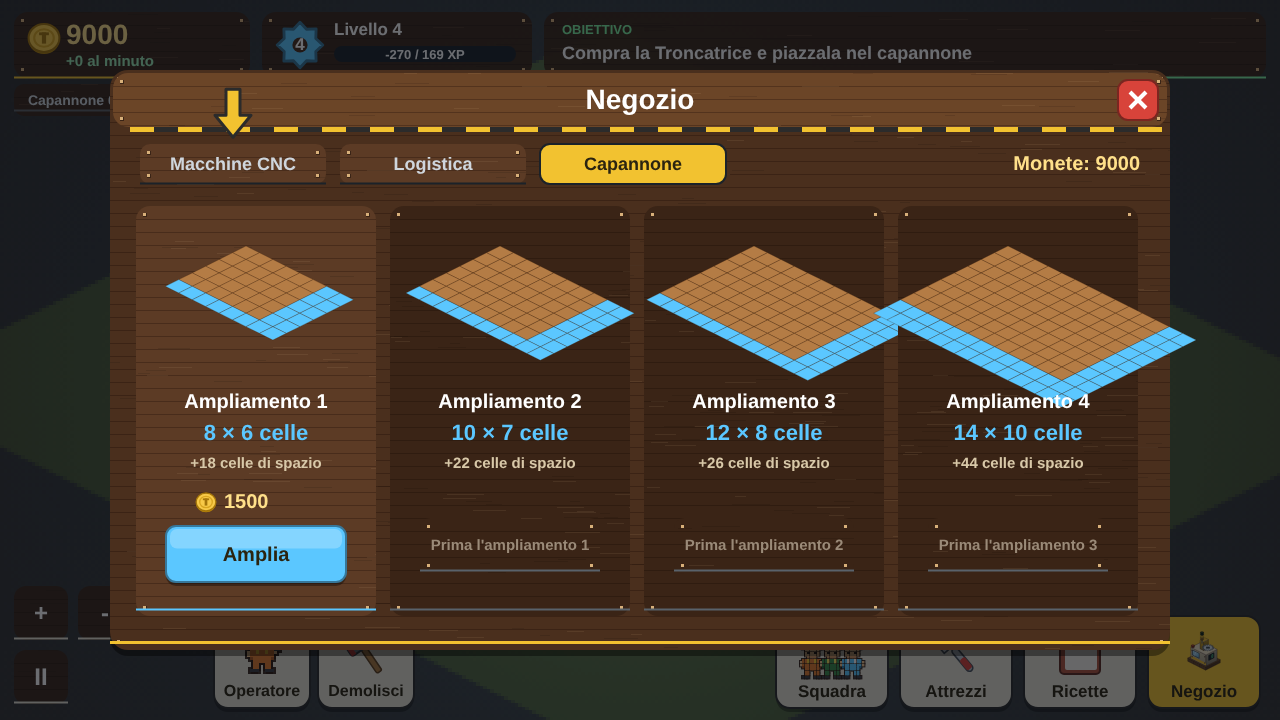 9000
+0 al minuto
4
Livello 4
-270 / 169 XP
OBIETTIVO
Compra la Troncatrice e piazzala nel capannone
Capannone
Negozio
Macchine CNC
Logistica
Capannone
Monete: 9000
Ampliamento 1
8 × 6 celle
+18 celle di spazio
1500
Amplia
Ampliamento 2
10 × 7 celle
+22 celle di spazio
Prima l'ampliamento 1
Ampliamento 3
12 × 8 celle
+26 celle di spazio
Prima l'ampliamento 2
Ampliamento 4
14 × 10 celle
+44 celle di spazio
Prima l'ampliamento 3
+
-
Operatore
Demolisci
Squadra
Attrezzi
Ricette
Negozio